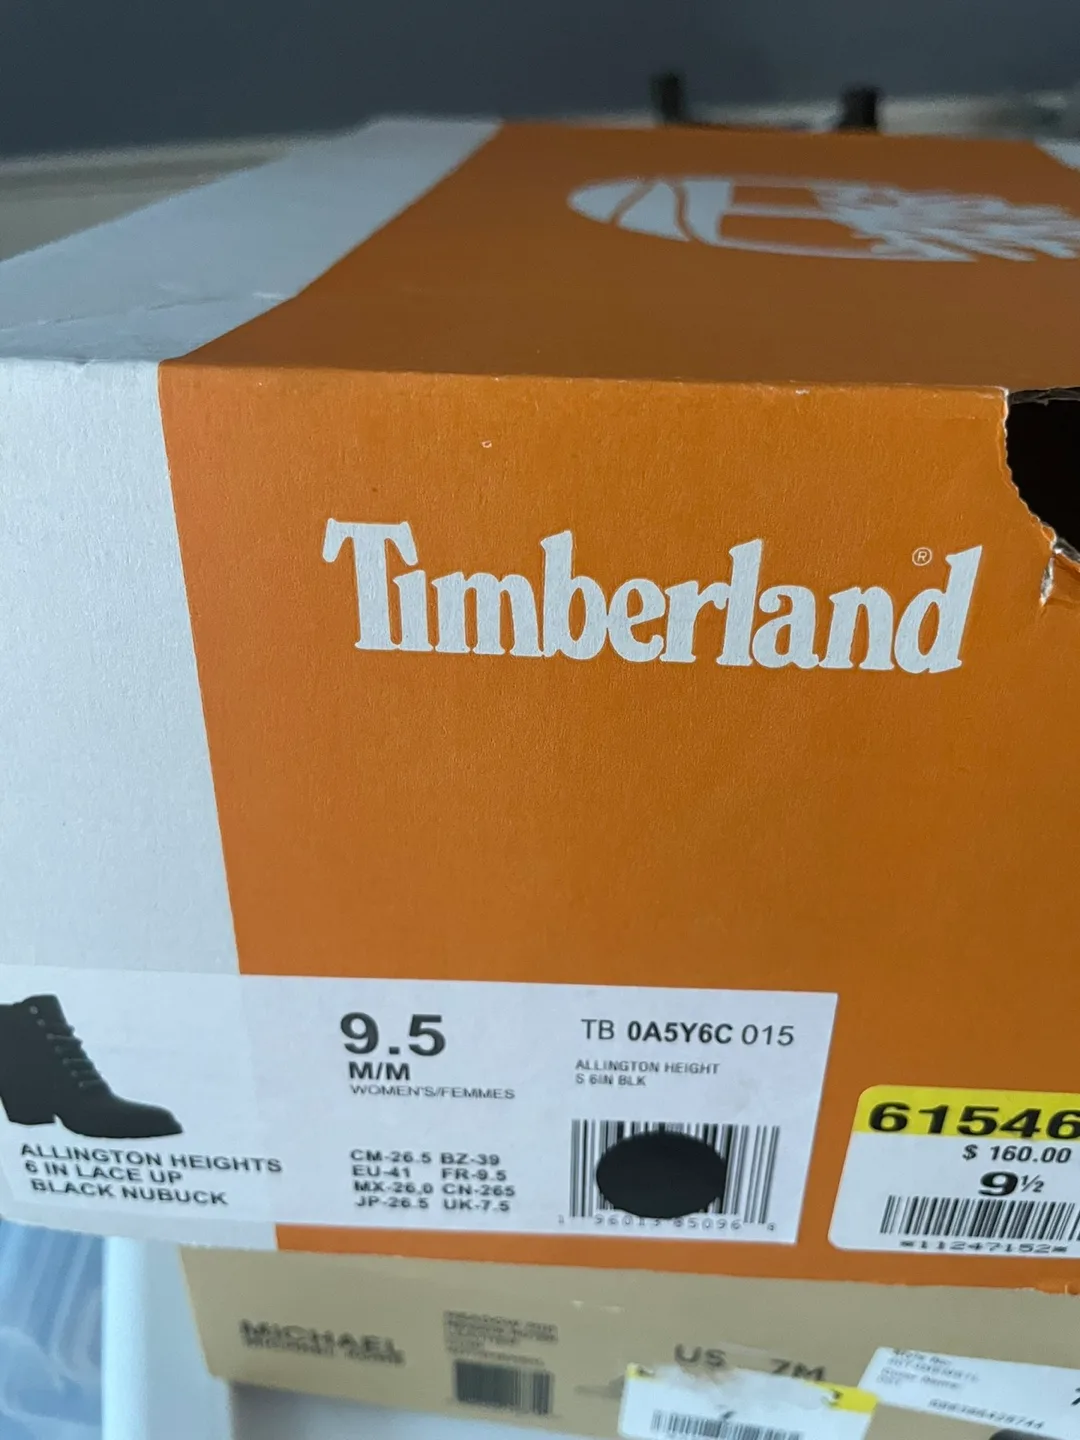 Timberland®
9.5
M/M
WOMEN'S/FEMMES
TB 0A5Y6C 015
ALLINGTON HEIGHT
S 6IN BLK
ALLINGTON HEIGHTS
6 IN LACE UP
BLACK NUBUCK
CM-26.5 BZ-39
EU-41 FR-9.5
MX-26.0 CN-265
JP-26.5 UK-7.5
61546
$ 160.00
9½
*11247152*
MICHAEL
US 7M